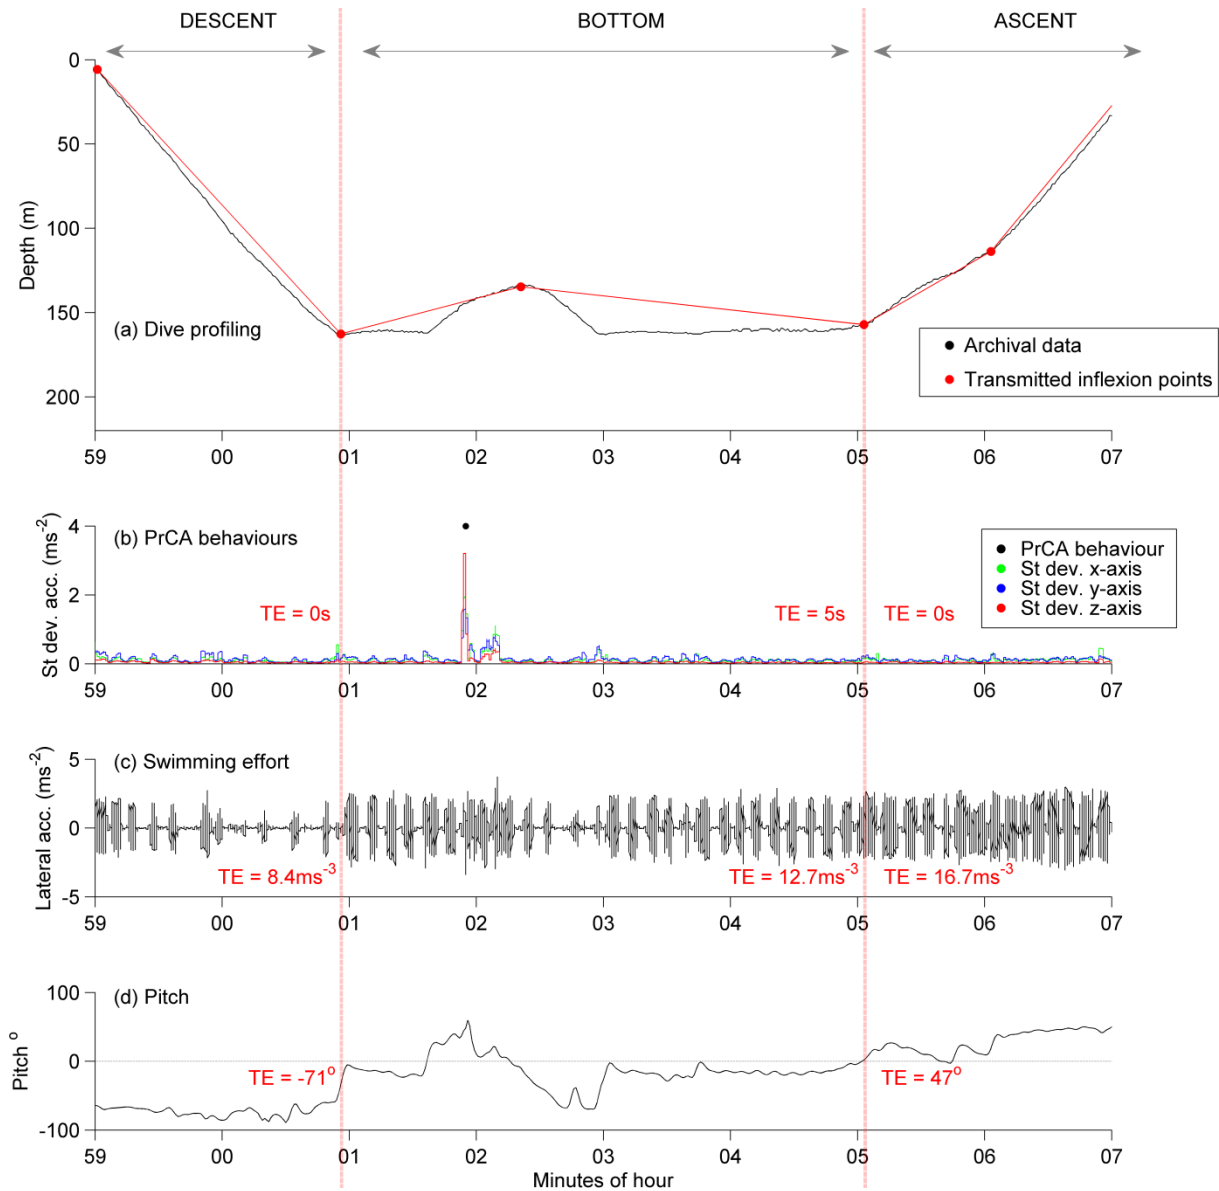 DESCENT BOTTOM ASCENT
0
50
100
150
200
Depth (m)
(a) Dive profiling
Archival data
Transmitted inflexion points
59 00 01 02 03 04 05 06 07
4
2
0
St dev. acc. (ms-2)
(b) PrCA behaviours
PrCA behaviour
St dev. x-axis
St dev. y-axis
St dev. z-axis
TE = 0s TE = 5s TE = 0s
59 00 01 02 03 04 05 06 07
5
0
-5
Lateral acc. (ms-2)
(c) Swimming effort
TE = 8.4ms-3 TE = 12.7ms-3 TE = 16.7ms-3
59 00 01 02 03 04 05 06 07
100
0
-100
Pitch o
(d) Pitch
TE = -71o TE = 47o
59 00 01 02 03 04 05 06 07
Minutes of hour